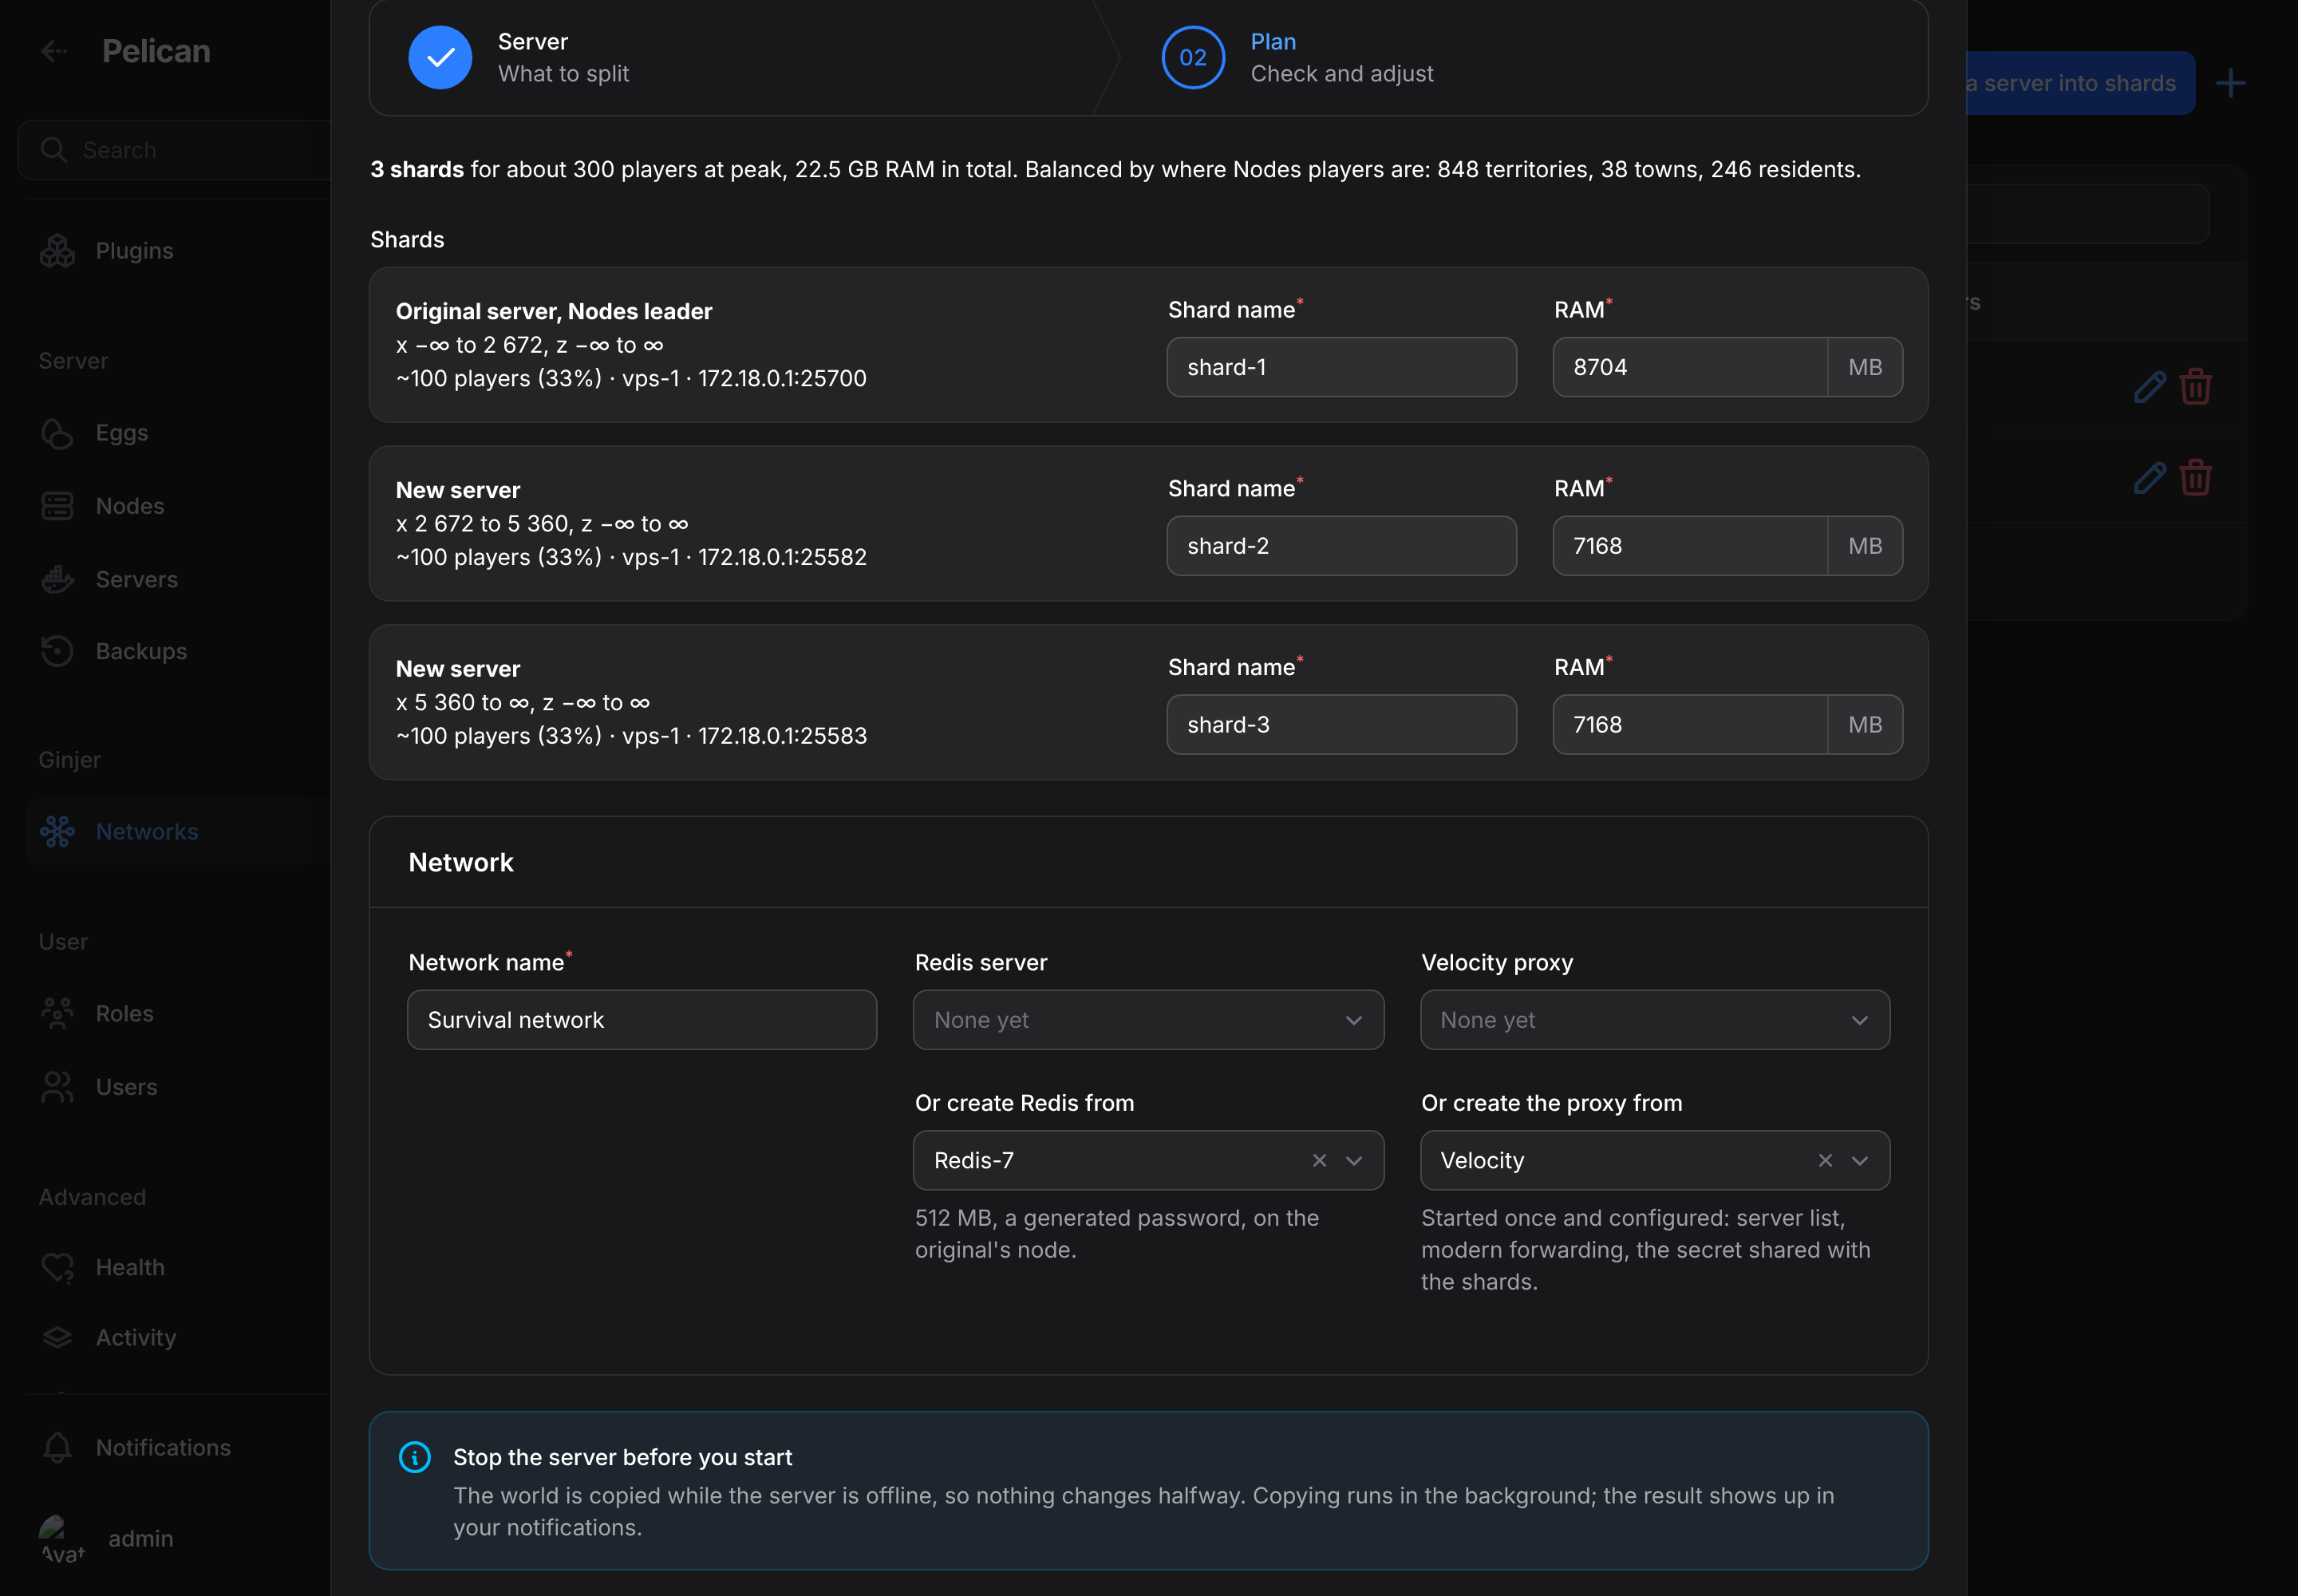 Pelican
Search
Plugins
Server
Eggs
Nodes
Servers
Backups
Ginjer
Networks
User
Roles
Users
Advanced
Health
Activity
Notifications
admin
Server
What to split
02
Plan
Check and adjust
a server into shards
3 shards for about 300 players at peak, 22.5 GB RAM in total. Balanced by where Nodes players are: 848 territories, 38 towns, 246 residents.
Shards
Original server, Nodes leader
x −∞ to 2 672, z −∞ to ∞
~100 players (33%) · vps-1 · 172.18.0.1:25700
Shard name*
shard-1
RAM*
8704 MB
New server
x 2 672 to 5 360, z −∞ to ∞
~100 players (33%) · vps-1 · 172.18.0.1:25582
Shard name*
shard-2
RAM*
7168 MB
New server
x 5 360 to ∞, z −∞ to ∞
~100 players (33%) · vps-1 · 172.18.0.1:25583
Shard name*
shard-3
RAM*
7168 MB
Network
Network name*
Survival network
Redis server
None yet
Velocity proxy
None yet
Or create Redis from
Redis-7
512 MB, a generated password, on the
original's node.
Or create the proxy from
Velocity
Started once and configured: server list,
modern forwarding, the secret shared with
the shards.
Stop the server before you start
The world is copied while the server is offline, so nothing changes halfway. Copying runs in the background; the result shows up in
your notifications.